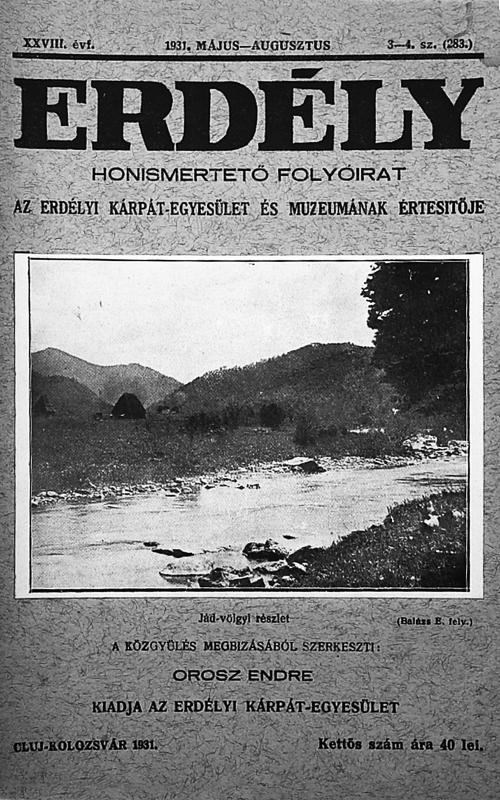 XXVIII. évf. 1931. MÁJUS—AUGUSZTUS 3—4. sz. (283.)
ERDÉLY
HONISMERTETŐ FOLYÓIRAT
AZ ERDÉLYI KÁRPÁT-EGYESÜLET ÉS MUZEUMÁNAK ÉRTESITŐJE
Jád-völgyi részlet (Balázs E. felv.)
A KÖZGYÜLÉS MEGBIZÁSÁBÓL SZERKESZTI:
OROSZ ENDRE
KIADJA AZ ERDÉLYI KÁRPÁT-EGYESÜLET
CLUJ-KOLOZSVÁR 1931. Kettős szám ára 40 lei.